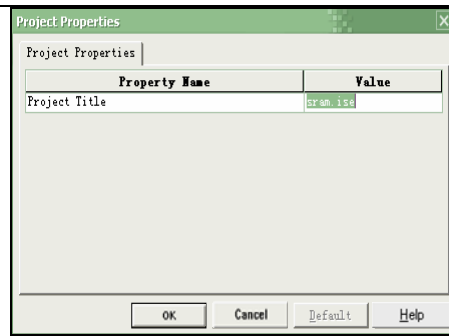 Project Properties
Project Properties
Property Name Value
Project Title sram.ise
OK Cancel Default Help